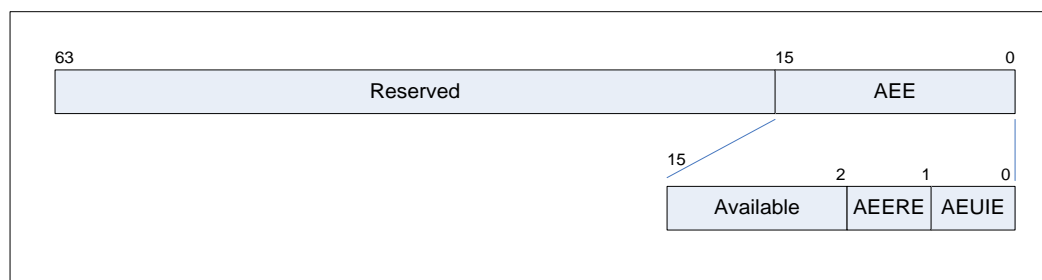 63 15 0
Reserved AEE
15 2 1 0
Available AEERE AEUIE